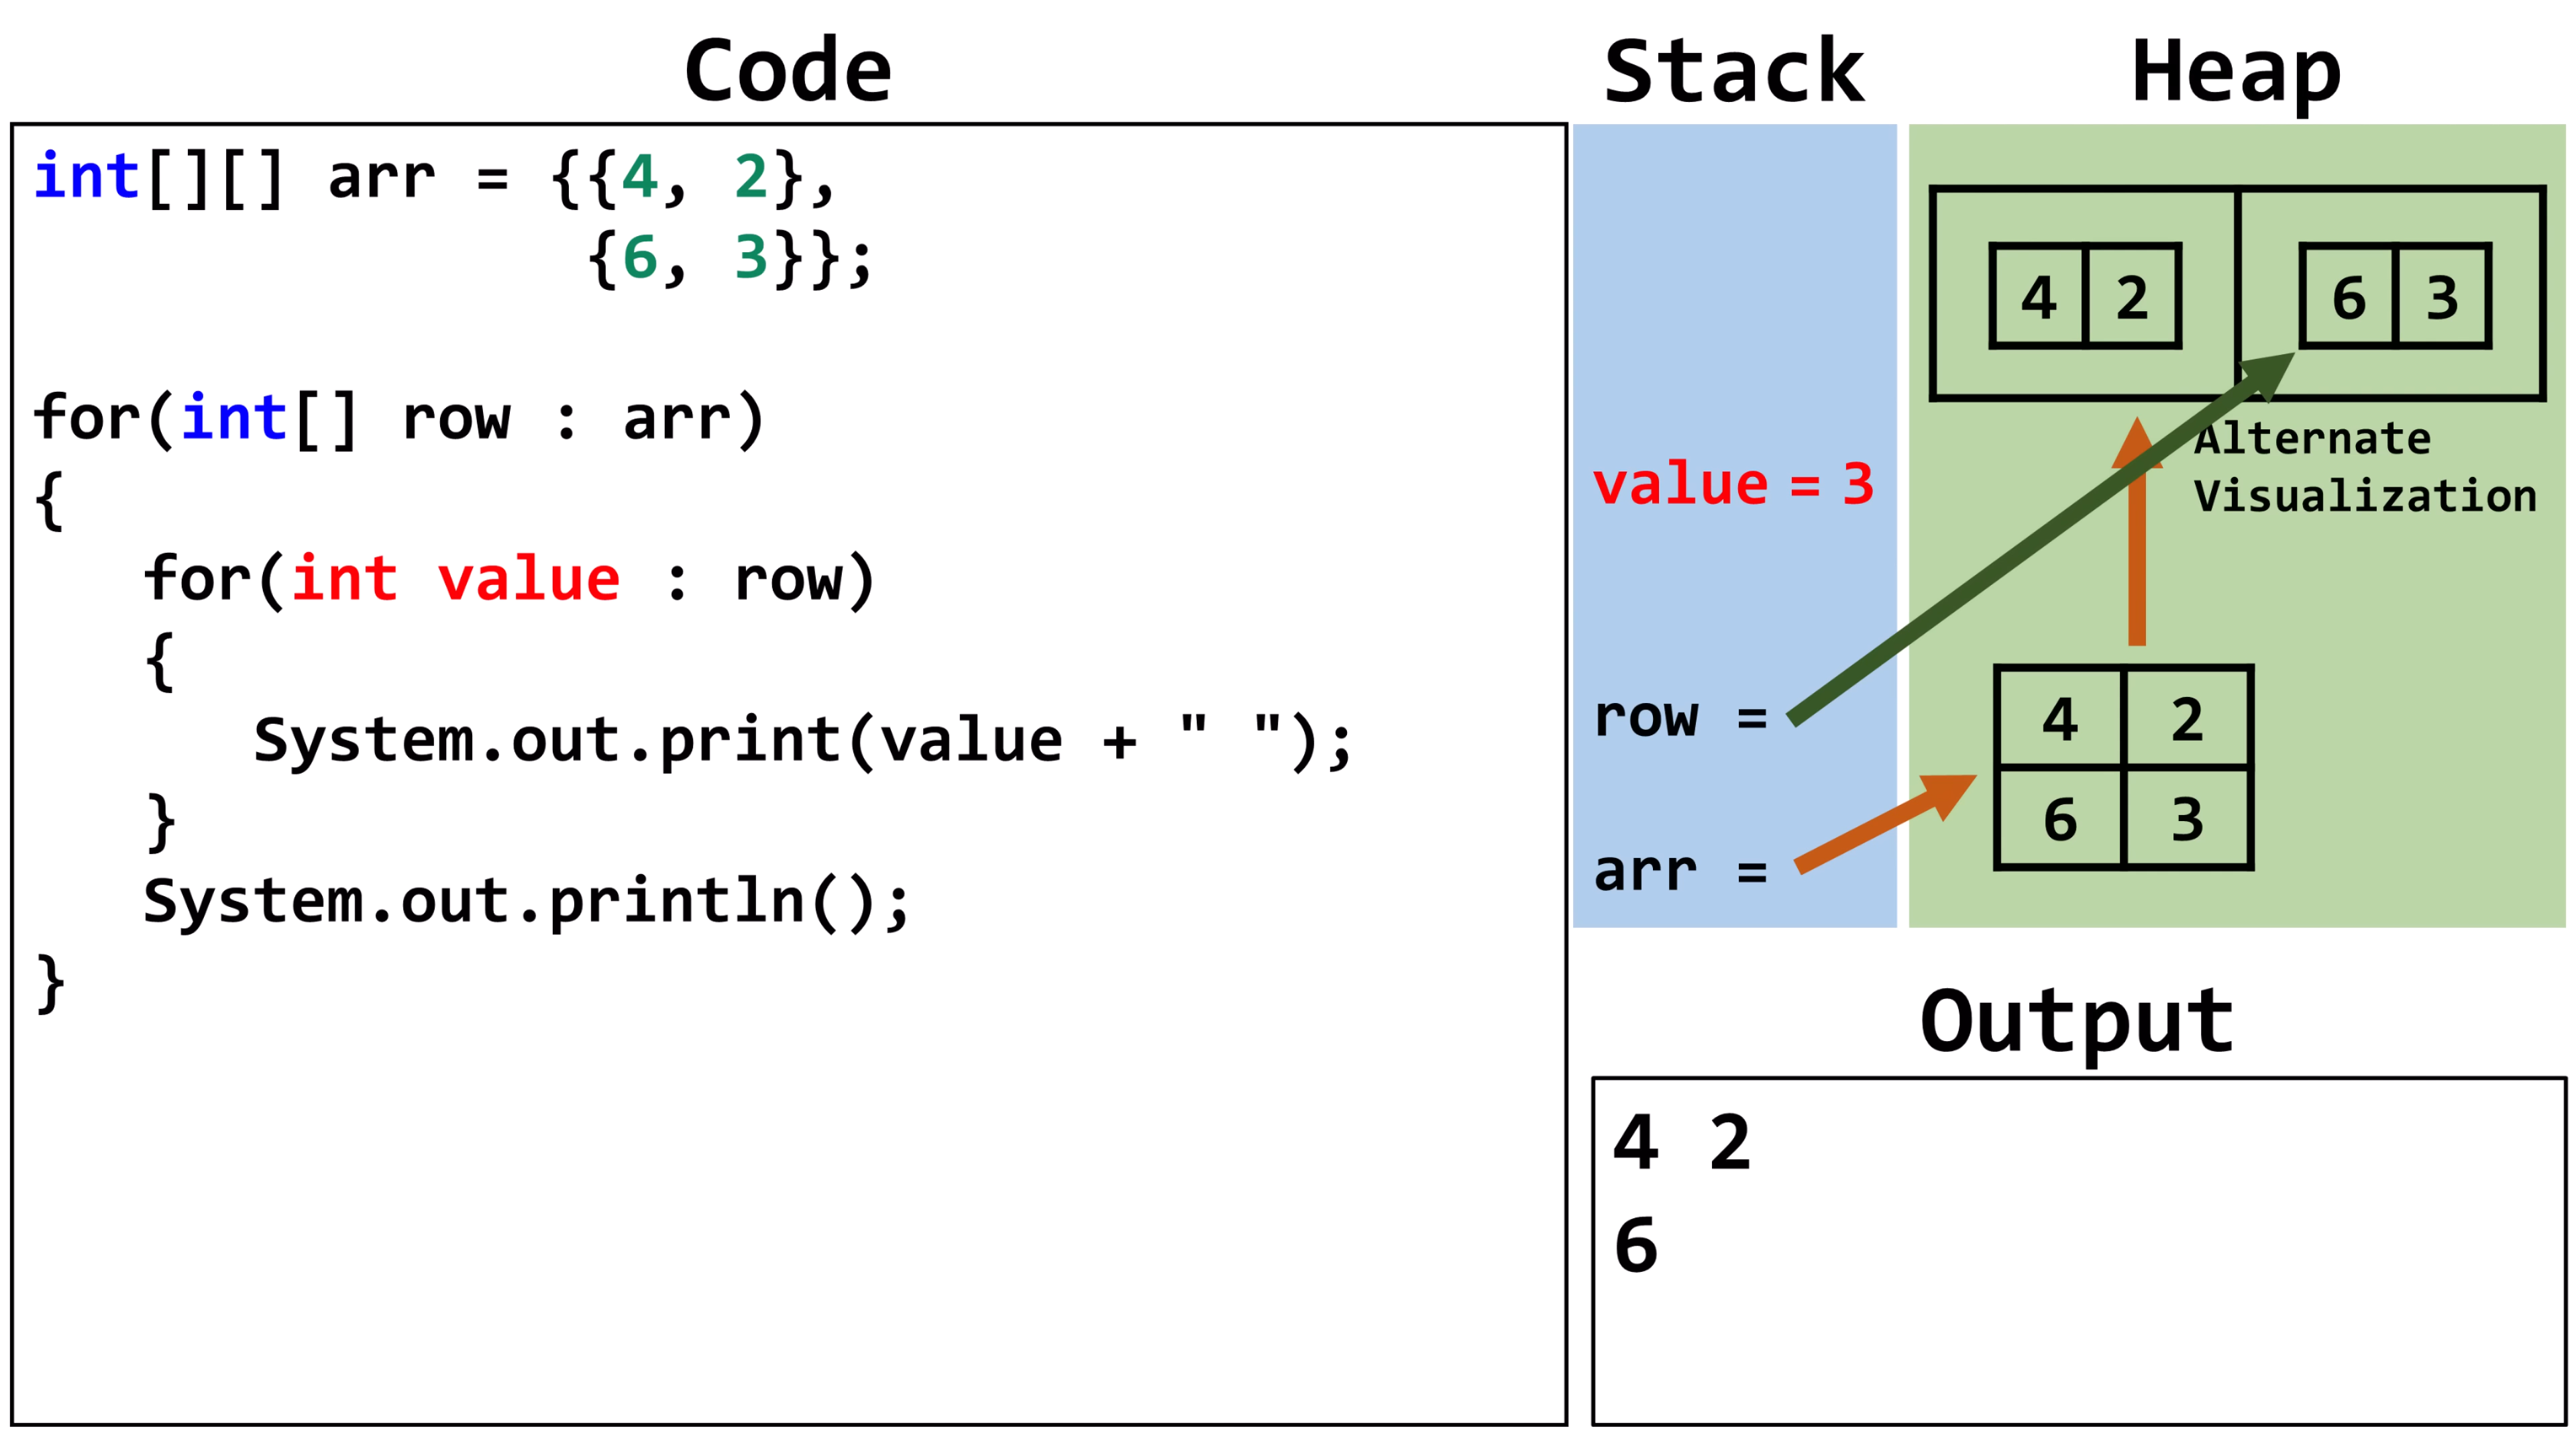 Code
int[][] arr = {{4, 2},
               {6, 3}};
for(int[] row : arr)
{
   for(int value : row)
   {
      System.out.print(value + " ");
   }
   System.out.println();
}
Stack
value = 3
row =
arr =
Heap
4 2 6 3
Alternate
Visualization
4 2
6 3
Output
4 2
6